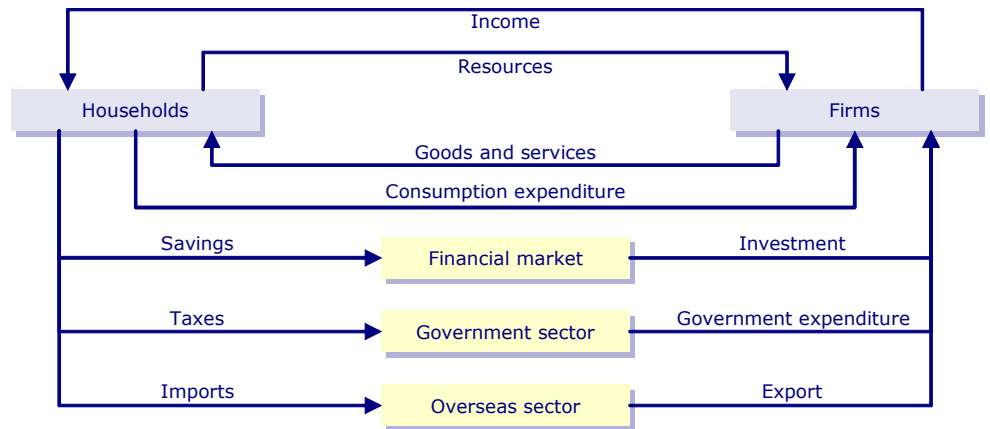 Income
Resources
Households
Firms
Goods and services
Consumption expenditure
Savings
Financial market
Investment
Taxes
Government sector
Government expenditure
Imports
Overseas sector
Export